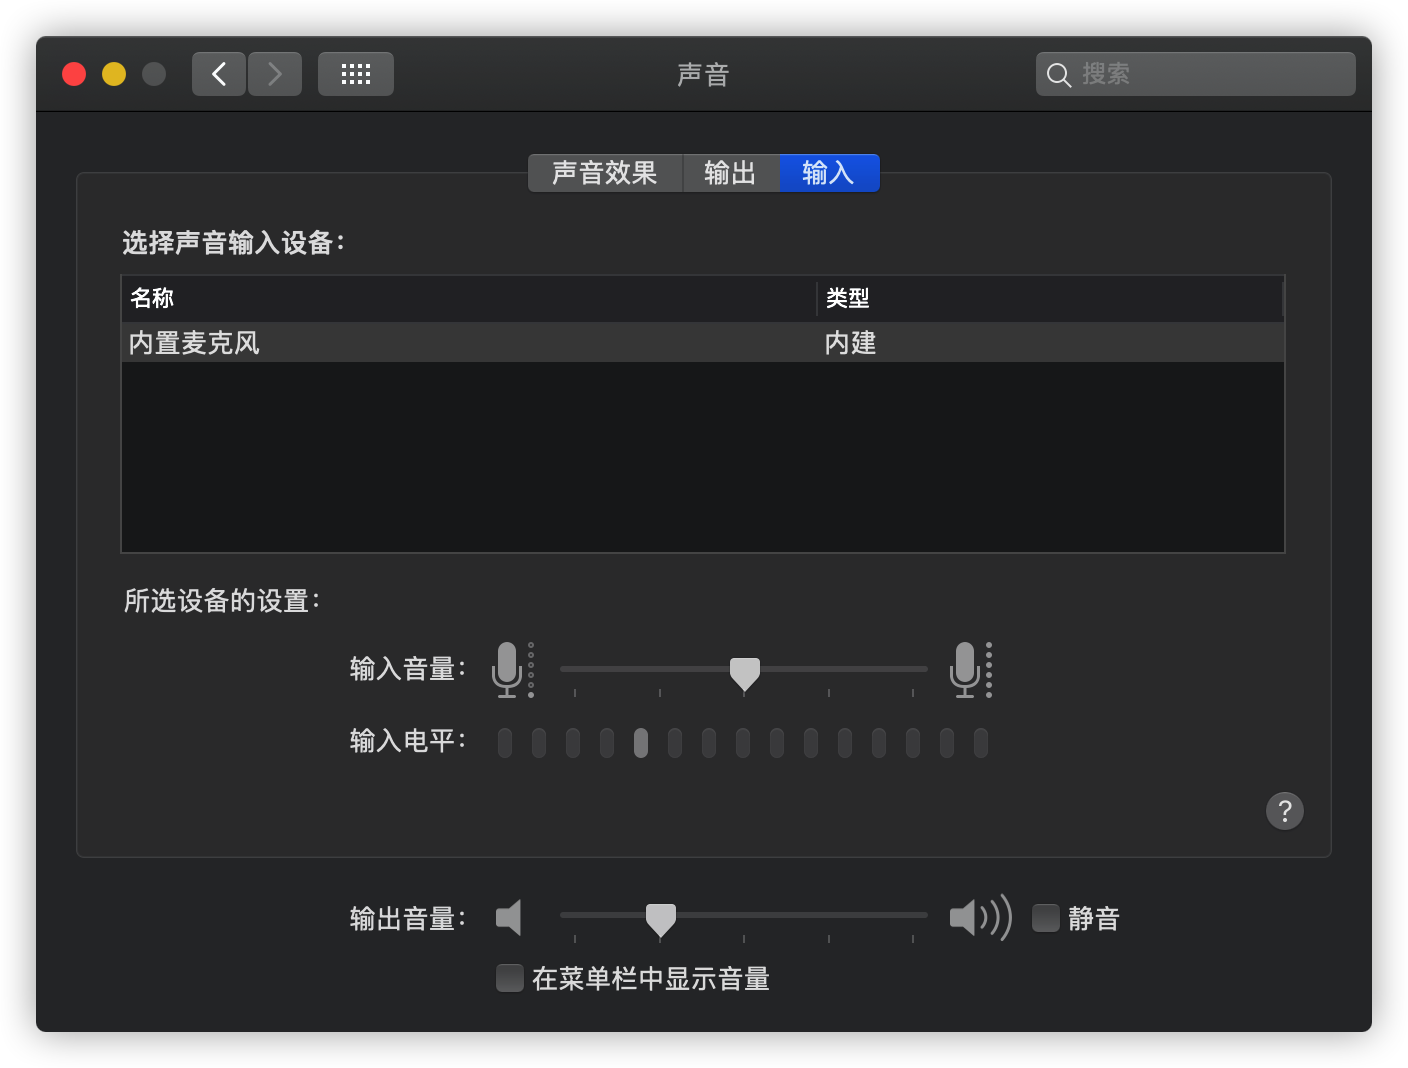 声音
搜索
声音效果 输出 输入
选择声音输入设备：
名称 类型
内置麦克风 内建
所选设备的设置：
输入音量：
输入电平：
?
输出音量： 静音
在菜单栏中显示音量